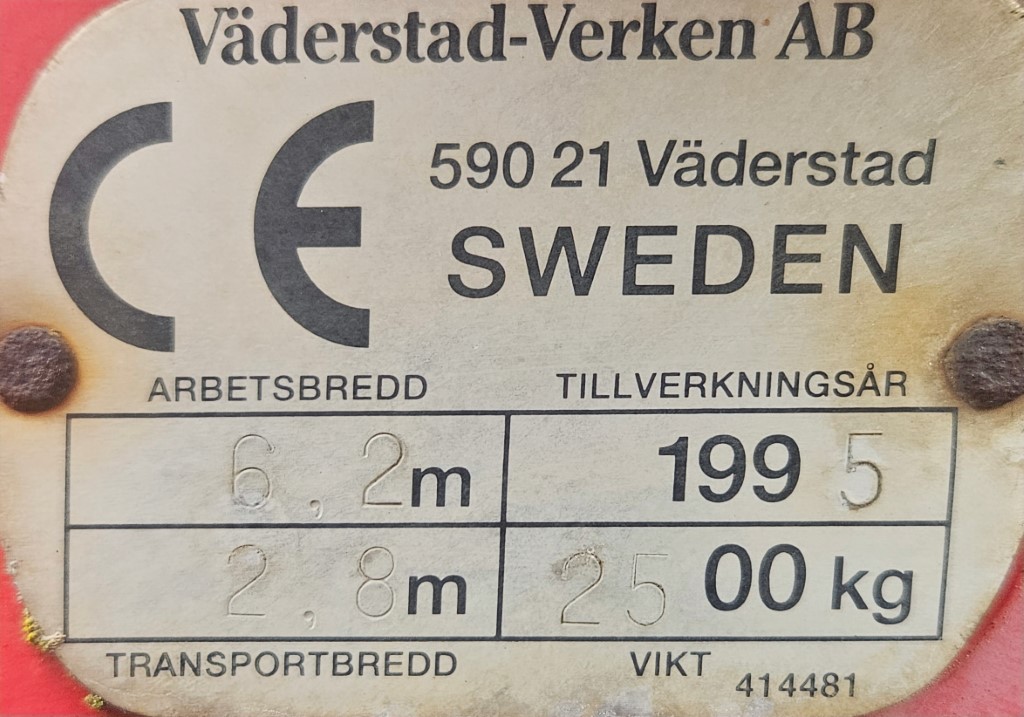 Väderstad-Verken AB
CE
590 21 Väderstad
SWEDEN
ARBETSBREDD TILLVERKNINGSÅR
6,2m 1995
2,8m 2500 kg
TRANSPORTBREDD VIKT
414481